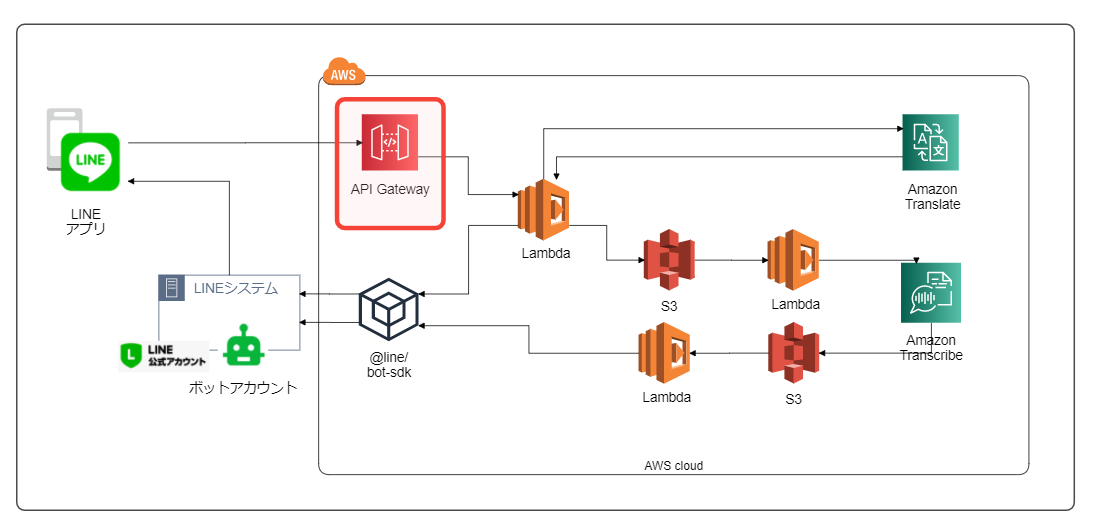 AWS
API Gateway
LINE
LINE
アプリ
Amazon
Translate
Lambda
S3
Lambda
Amazon
Transcribe
LINEシステム
L
LINE
公式アカウント
ボットアカウント
@line/
bot-sdk
Lambda
S3
AWS cloud